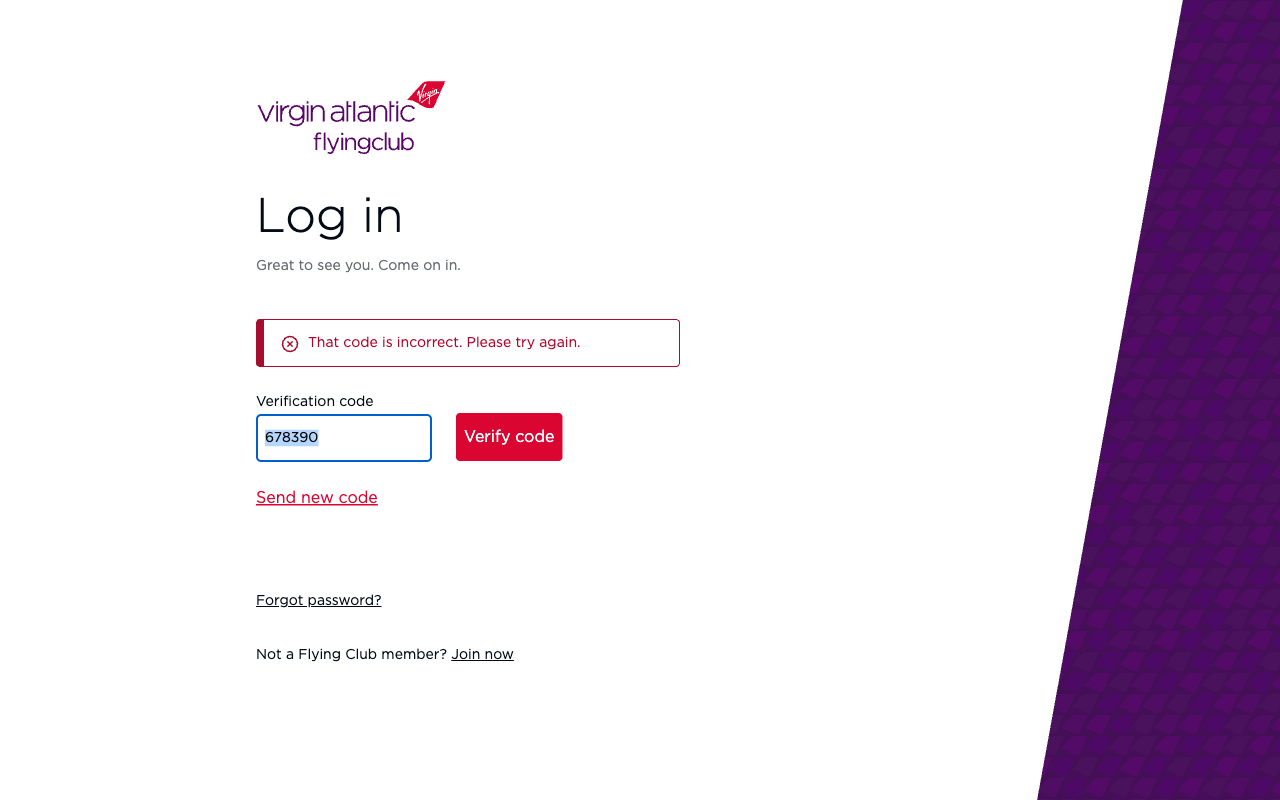 virgin atlantic
Virgin
flyingclub
Log in
Great to see you. Come on in.
That code is incorrect. Please try again.
Verification code
678390
Verify code
Send new code
Forgot password?
Not a Flying Club member? Join now